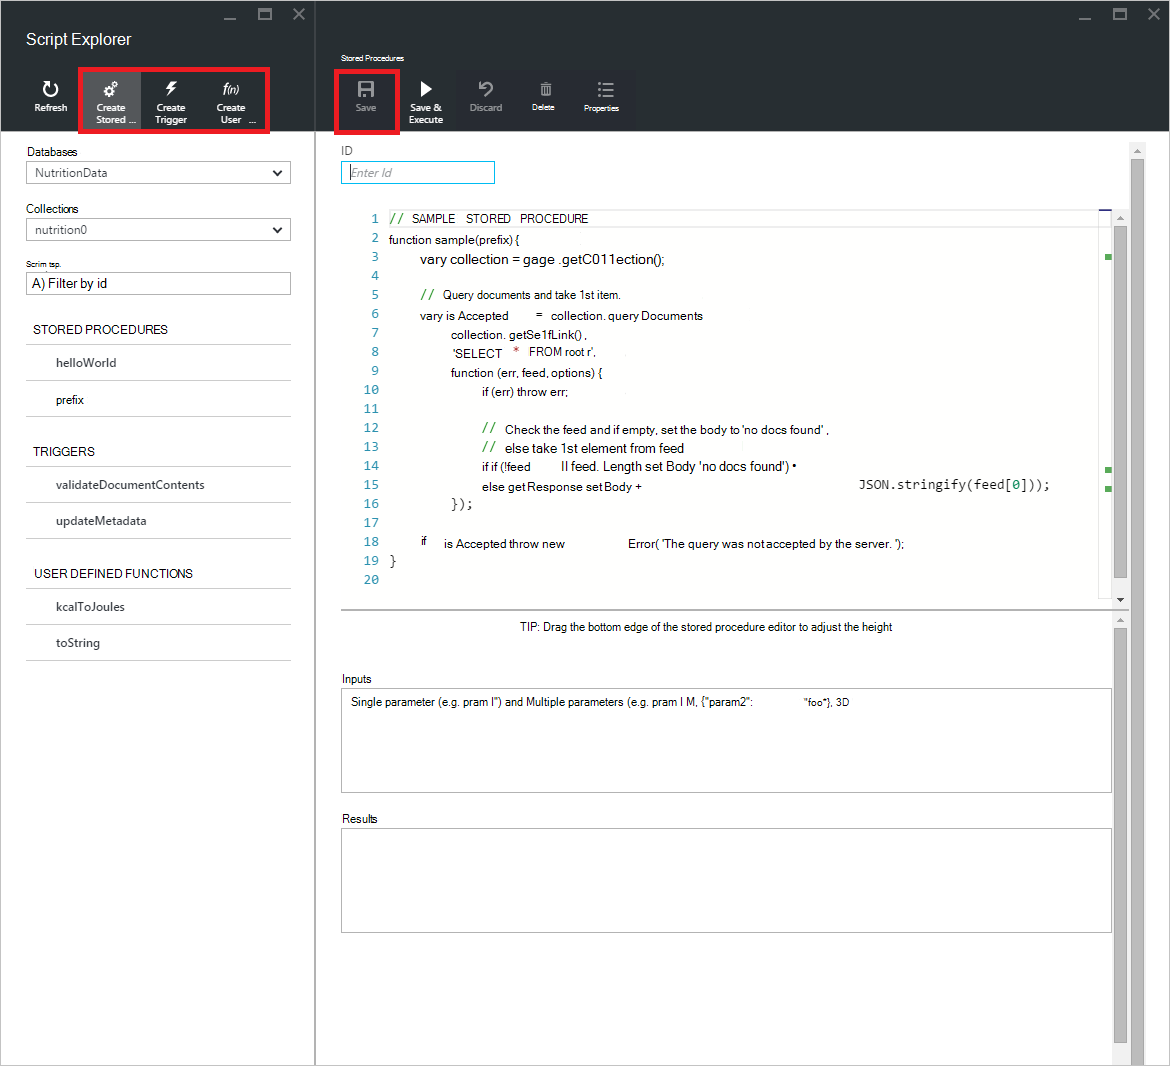 Script Explorer
Refresh
Create Stored ...
Create Trigger
f(n)
Create User ...
Databases
NutritionData
Collections
nutrition0
Scrim tsp.
A) Filter by id
STORED PROCEDURES
helloWorld
prefix
TRIGGERS
validateDocumentContents
updateMetadata
USER DEFINED FUNCTIONS
kcalToJoules
toString
Stored Procedures
Save
Save & Execute
Discard
Delete
Properties
ID
Enter Id
1 // SAMPLE STORED PROCEDURE
2 function sample(prefix) {
3 vary collection = gage .getC011ection();
4
5 // Query documents and take 1st item.
6 vary is Accepted = collection. query Documents
7 collection. getSe1fLink() ,
8 'SELECT * FROM root r',
9 function (err, feed, options) {
10 if (err) throw err;
11
12 // Check the feed and if empty, set the body to 'no docs found' ,
13 // else take 1st element from feed
14 if if (!feed II feed. Length set Body 'no docs found') •
15 else get Response set Body + JSON.stringify(feed[0]));
16 });
17
18 if is Accepted throw new Error( 'The query was not accepted by the server. ');
19 }
20
TIP: Drag the bottom edge of the stored procedure editor to adjust the height
Inputs
Single parameter (e.g. pram I") and Multiple parameters (e.g. pram I M, {"param2": "foo*}, 3D
Results